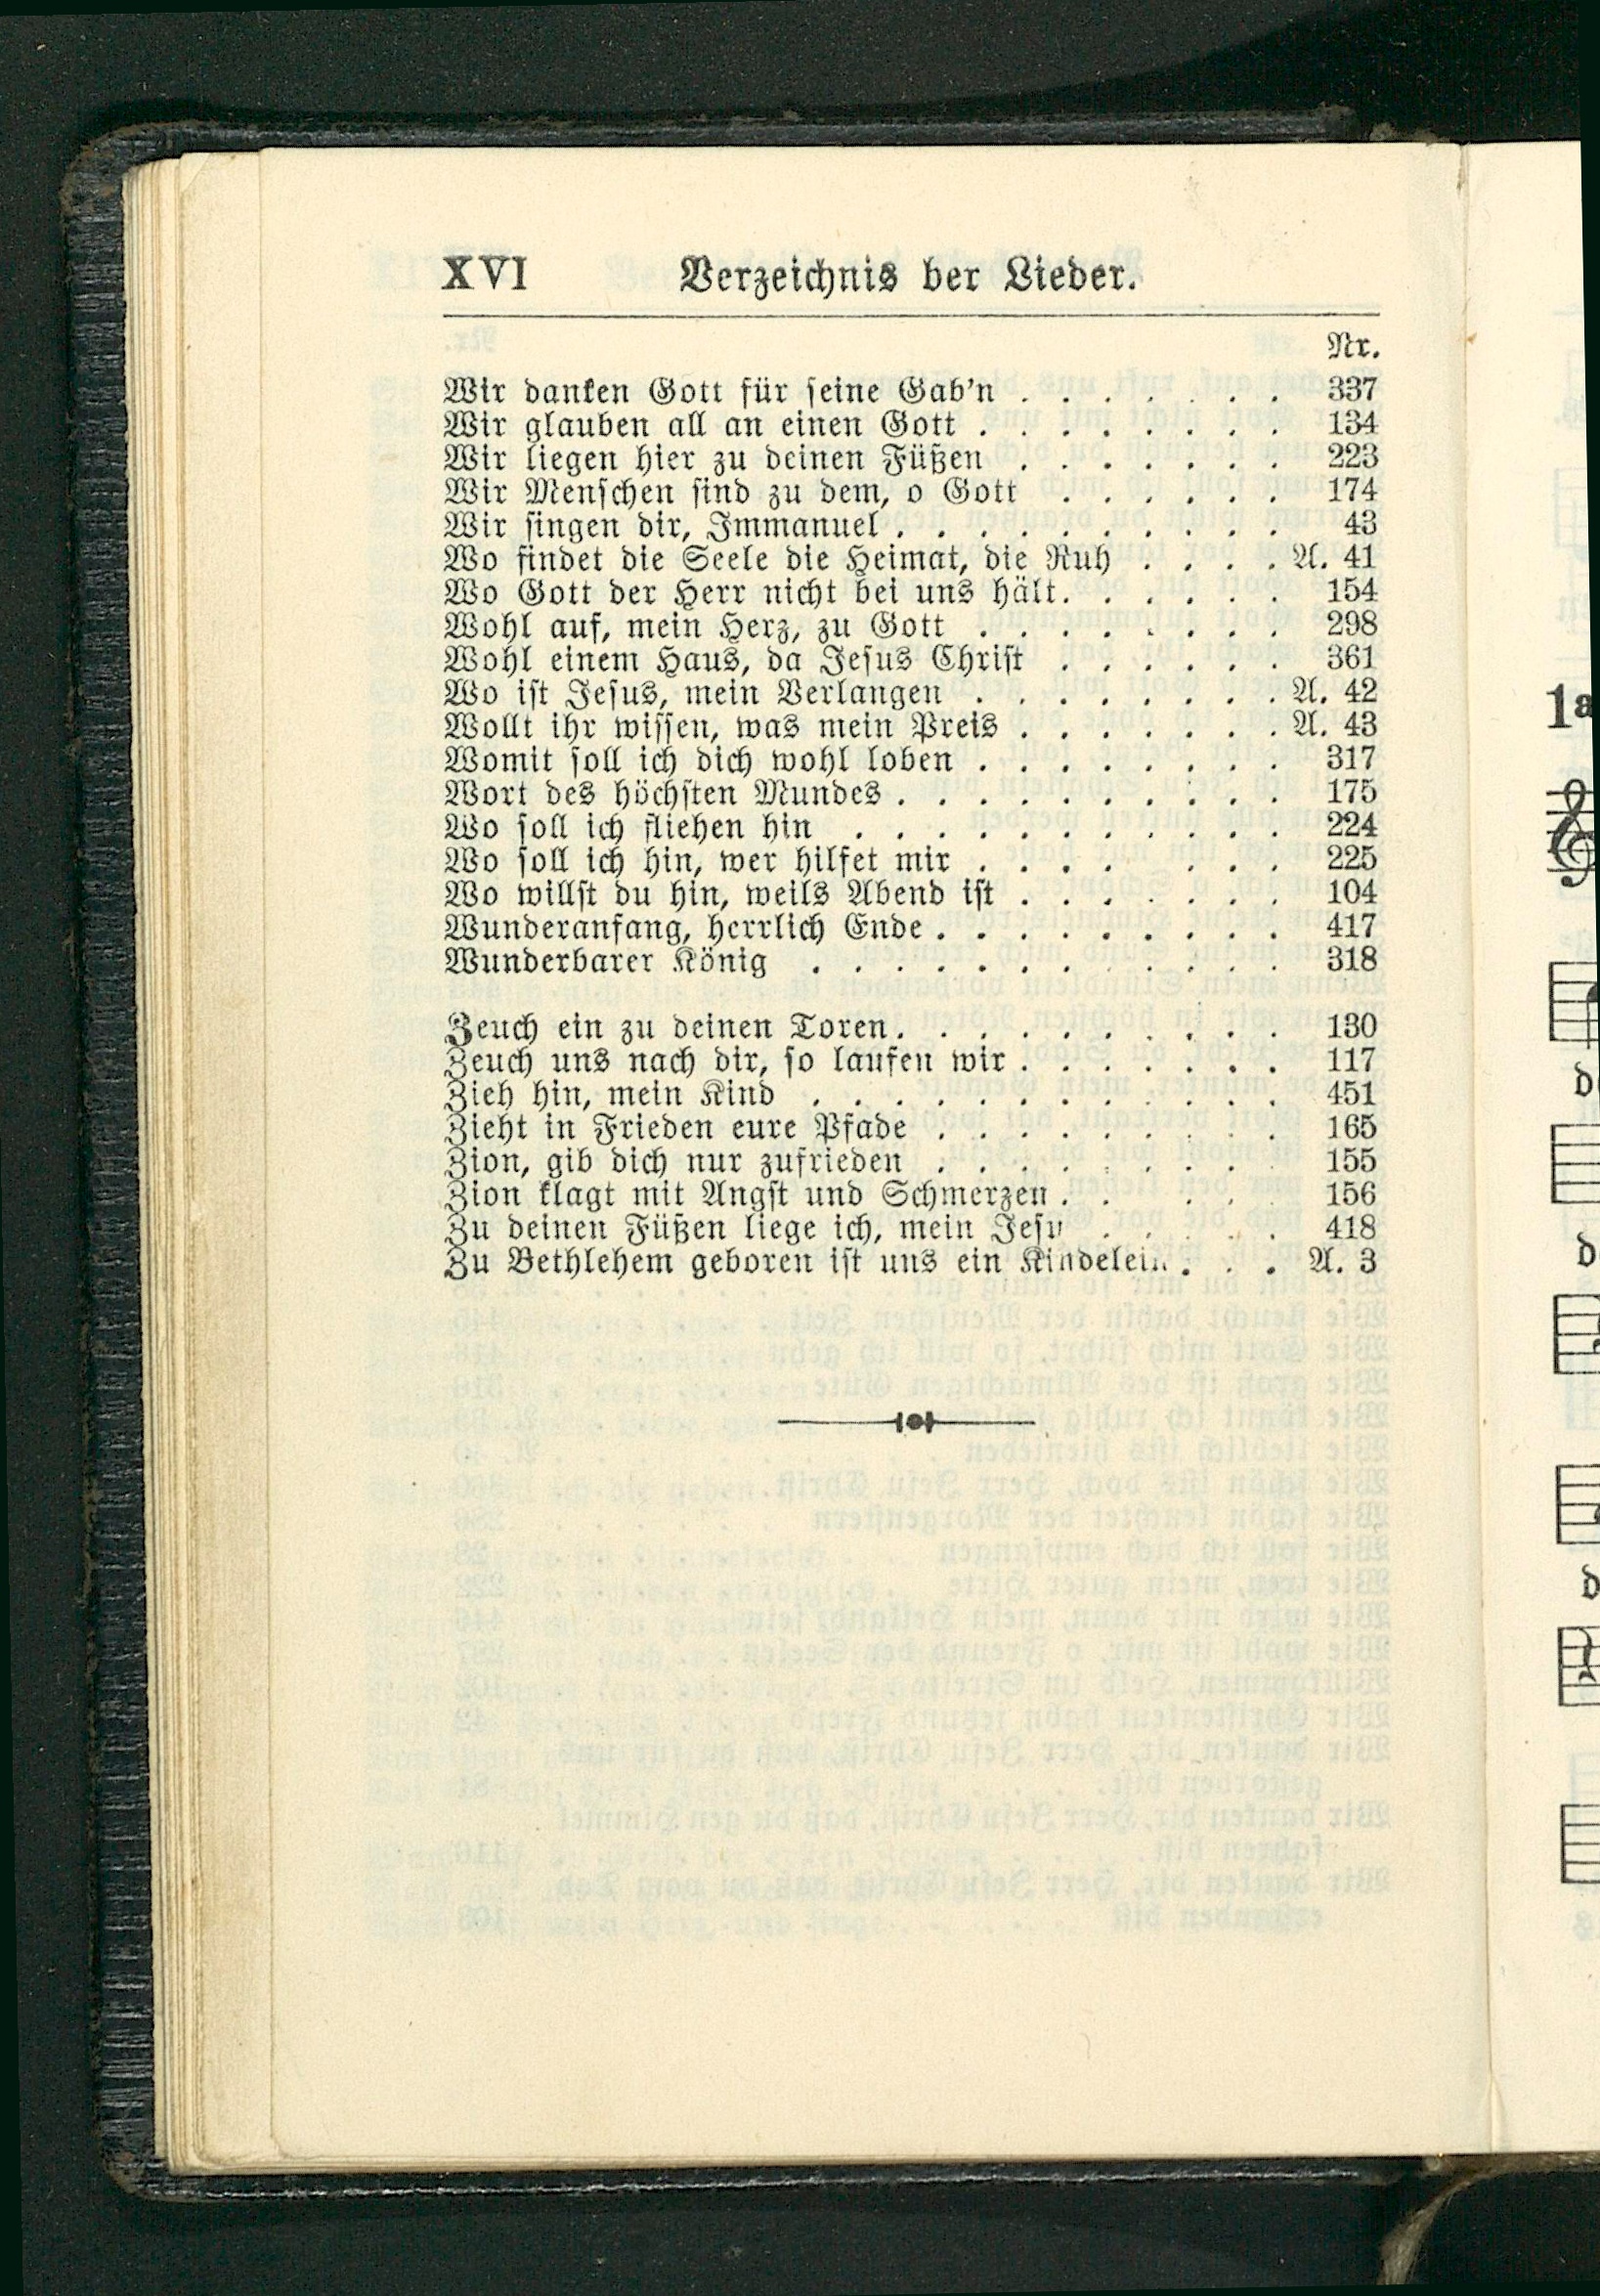 XVI Verzeichnis der Lieder.
Nr.
Wir danken Gott für seine Gab'n . . . . . . . 337
Wir glauben all an einen Gott . . . . . . . . 134
Wir liegen hier zu deinen Füßen . . . . . . . 223
Wir Menschen sind zu dem, o Gott . . . . . . 174
Wir singen dir, Immanuel . . . . . . . . . . 43
Wo findet die Seele die Heimat, die Ruh . . . . A. 41
Wo Gott der Herr nicht bei uns hält. . . . . . 154
Wohl auf, mein Herz, zu Gott . . . . . . . . 298
Wohl einem Haus, da Jesus Christ . . . . . . 361
Wo ist Jesus, mein Verlangen . . . . . . . . A. 42
Wollt ihr wissen, was mein Preis . . . . . . . A. 43
Womit soll ich dich wohl loben . . . . . . . . 317
Wort des höchsten Mundes . . . . . . . . . . 175
Wo soll ich fliehen hin . . . . . . . . . . . 224
Wo soll ich hin, wer hilfet mir . . . . . . . 225
Wo willst du hin, weils Abend ist . . . . . . . 104
Wunderanfang, herrlich Ende . . . . . . . . . 417
Wunderbarer König . . . . . . . . . . . . 318
Zeuch ein zu deinen Toren. . . . . . . . . . 130
Zeuch uns nach dir, so laufen wir . . . . . . . 117
Zieh hin, mein Kind . . . . . . . . . . . . 451
Zieht in Frieden eure Pfade . . . . . . . . . 165
Zion, gib dich nur zufrieden . . . . . . . . 155
Zion klagt mit Angst und Schmerzen . . . . . 156
Zu deinen Füßen liege ich, mein Jesu . . . . . 418
Zu Bethlehem geboren ist uns ein Kindelein . . . A. 3
1a
d
d
d